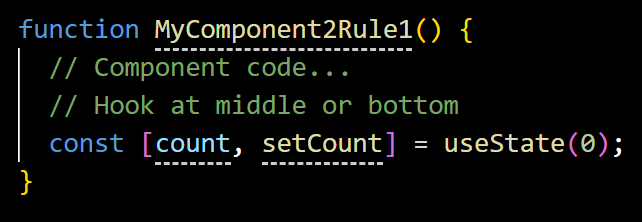 function MyComponent2Rule1() {
// Component code...
// Hook at middle or bottom
const [count, setCount] = useState(0);
}